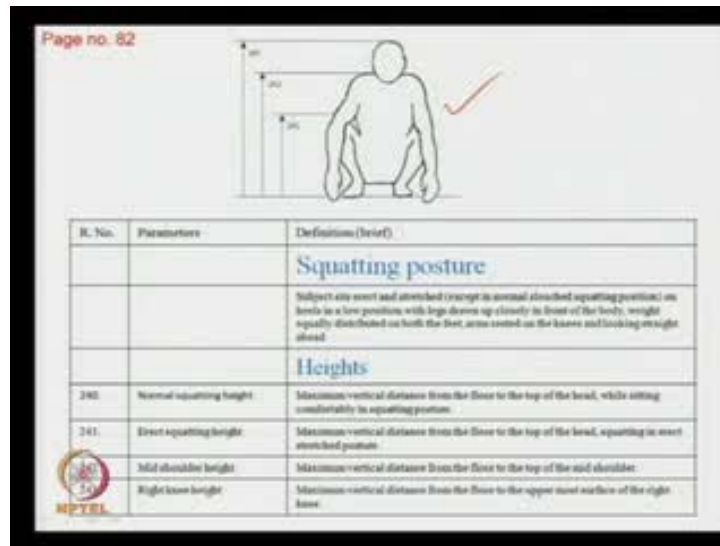 Page no. 82
R. No. Parameters Definition (brief)
Squatting posture
Subject sits erect and stretched (except in normal slouched squatting position) on
heels in a low position with legs drawn up closely in front of the body, weight
equally distributed on both the feet, arms rested on the knees and looking straight
ahead
Heights
240. Normal squatting height Maximum vertical distance from the floor to the top of the head, while sitting
comfortably in squatting posture
241. Erect squatting height Maximum vertical distance from the floor to the top of the head, squatting in erect
stretched posture
Mid shoulder height Maximum vertical distance from the floor to the top of the mid shoulder
Right knee height Maximum vertical distance from the floor to the upper most surface of the right
knee
NPTEL